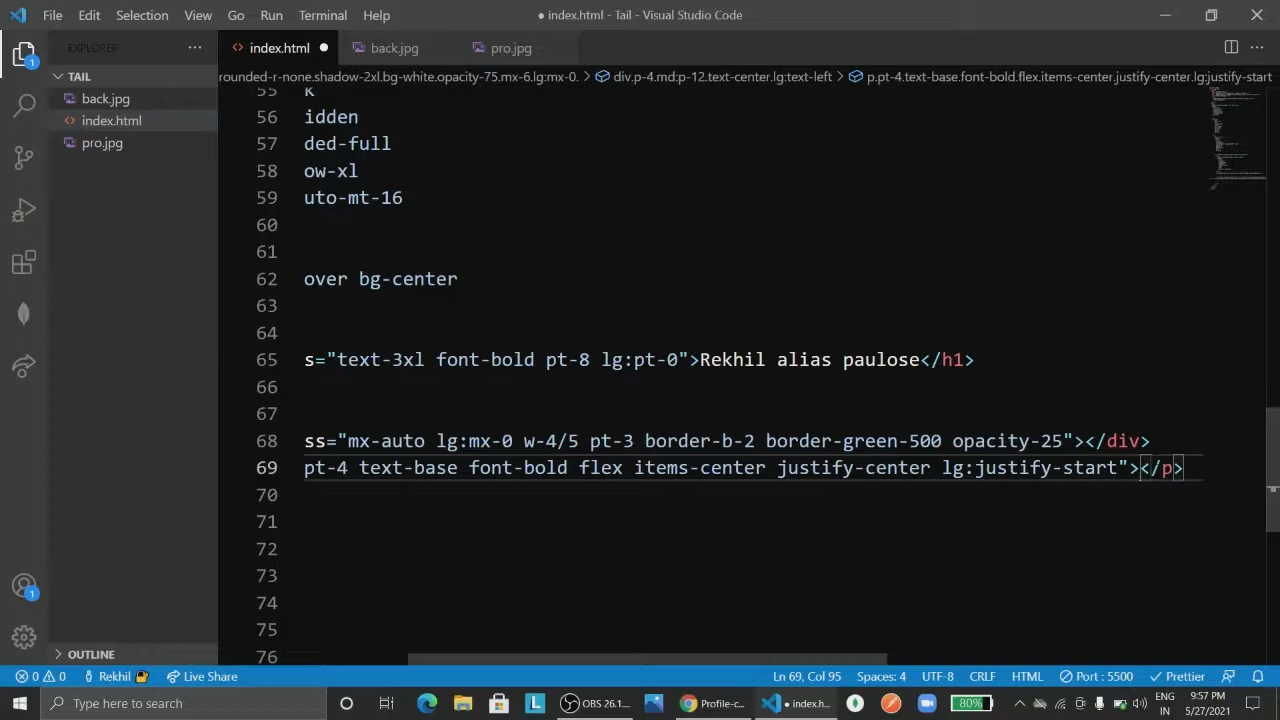 File Edit Selection View Go Run Terminal Help ● index.html - Tail - Visual Studio Code
EXPLORER ··· <> index.html ● back.jpg pro.jpg ···
TAIL rounded-r-none.shadow-2xl.bg-white.opacity-75.mx-6.lg:mx-0. > div.p-4.md:p-12.text-center.lg:text-left > p.pt-4.text-base.font-bold.flex.items-center.justify-center.lg:justify-start
back.jpg
<> index.html
pro.jpg
55 k
56 idden
57 ded-full
58 ow-xl
59 uto-mt-16
60
61
62 over bg-center
63
64
65 s="text-3xl font-bold pt-8 lg:pt-0">Rekhil alias paulose</h1>
66
67
68 ss="mx-auto lg:mx-0 w-4/5 pt-3 border-b-2 border-green-500 opacity-25"></div>
69 pt-4 text-base font-bold flex items-center justify-center lg:justify-start"></p>
70
71
72
73
74
75
76
1
1
OUTLINE
0 0 Rekhil Live Share Ln 69, Col 95 Spaces: 4 UTF-8 CRLF HTML Port : 5500 Prettier
Type here to search L OBS 26.1... Profile-c... ● index.h... 80% ENG IN 9:57 PM 5/27/2021